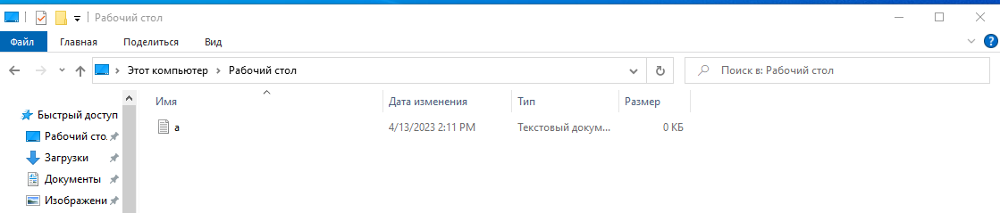 Рабочий стол
Файл Главная Поделиться Вид
Этот компьютер Рабочий стол
Поиск в: Рабочий стол
Имя Дата изменения Тип Размер
Быстрый доступ
a 4/13/2023 2:11 PM Текстовый докум... 0 КБ
Рабочий сто
Загрузки
Документы
Изображени